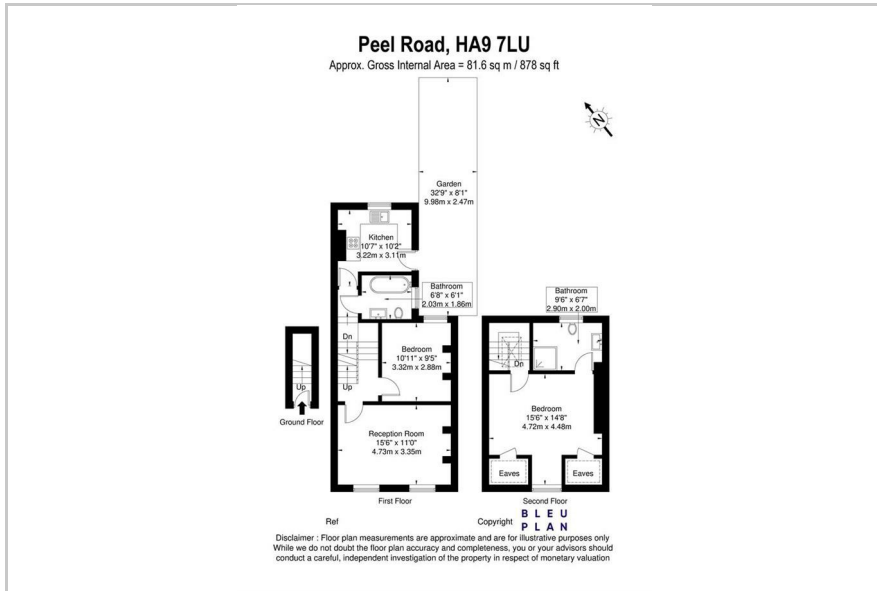 Peel Road, HA9 7LU
Approx. Gross Internal Area = 81.6 sq m / 878 sq ft
N
Garden
32'9" x 8'1"
9.98m x 2.47m
Kitchen
10'7" x 10'2"
3.22m x 3.11m
Bathroom
6'8" x 6'1"
2.03m x 1.86m
Dn
Bedroom
10'11" x 9'5"
3.32m x 2.88m
Up
Reception Room
15'6" x 11'0"
4.73m x 3.35m
First Floor
Up
Ground Floor
Bathroom
9'6" x 6'7"
2.90m x 2.00m
Dn
Bedroom
15'6" x 14'8"
4.72m x 4.48m
Eaves
Eaves
Second Floor
Ref
Copyright
BLEU
PLAN
Disclaimer : Floor plan measurements are approximate and are for illustrative purposes only
While we do not doubt the floor plan accuracy and completeness, you or your advisors should
conduct a careful, independent investigation of the property in respect of monetary valuation